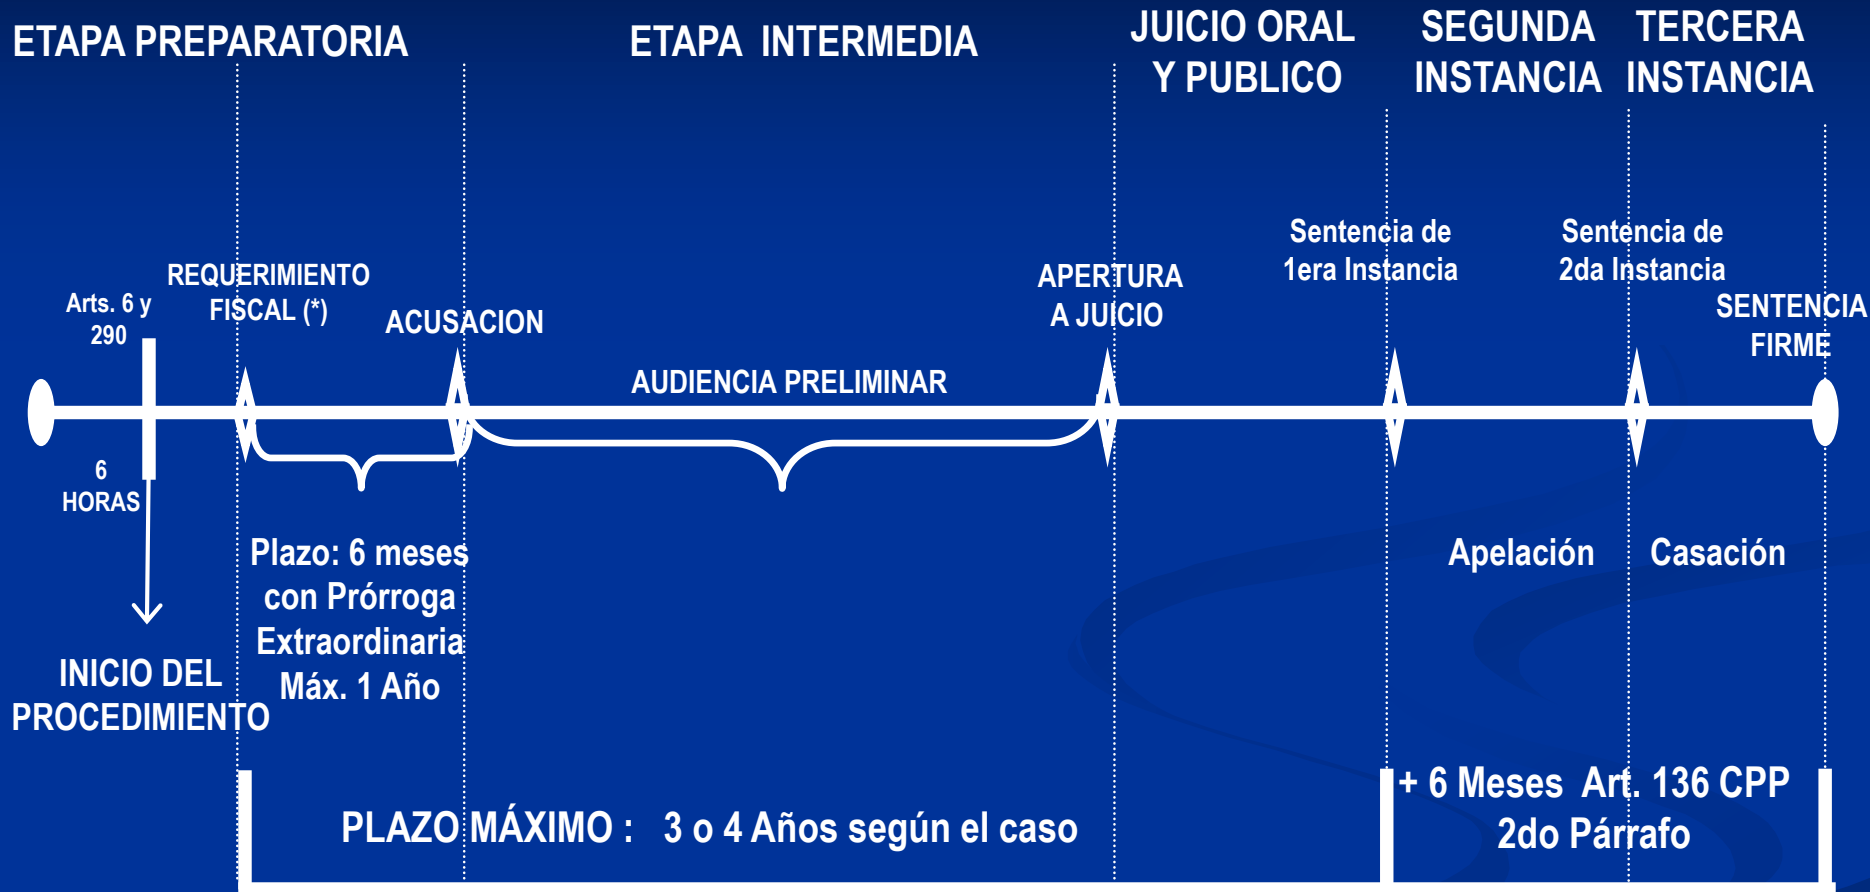 ETAPA PREPARATORIA
ETAPA INTERMEDIA
JUICIO ORAL
Y PUBLICO
SEGUNDA
INSTANCIA
TERCERA
INSTANCIA
Arts. 6 y
290
REQUERIMIENTO
FISCAL (*)
ACUSACION
AUDIENCIA PRELIMINAR
APERTURA
A JUICIO
Sentencia de
1era Instancia
Sentencia de
2da Instancia
SENTENCIA
FIRME
6
HORAS
INICIO DEL
PROCEDIMIENTO
Plazo: 6 meses
con Prórroga
Extraordinaria
Máx. 1 Año
Apelación
Casación
PLAZO MÁXIMO : 3 o 4 Años según el caso
+ 6 Meses Art. 136 CPP
2do Párrafo